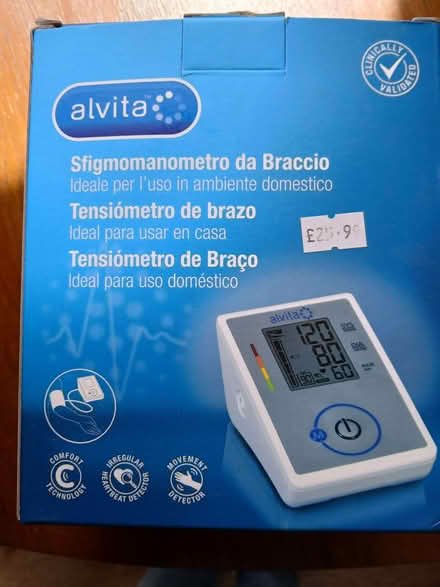 alvita
CLINICALLY
VALIDATED
Sfigmomanometro da Braccio
Ideale per l'uso in ambiente domestico
Tensiómetro de brazo
Ideal para usar en casa
Tensiómetro de Braço
Ideal para uso doméstico
£25.99
alvita
120
80
60
M
COMFORT
TECHNOLOGY
IRREGULAR
HEARTBEAT DETECTOR
MOVEMENT
DETECTOR